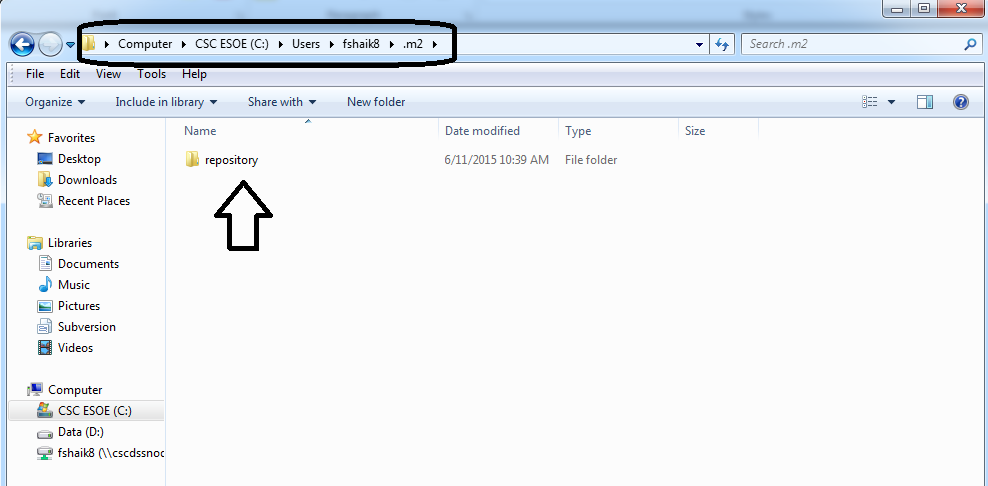 Computer CSC ESOE (C:) Users fshaik8 .m2
Search .m2
File Edit View Tools Help
Organize Include in library Share with New folder
Name Date modified Type Size
repository 6/11/2015 10:39 AM File folder
Favorites
Desktop
Downloads
Recent Places
Libraries
Documents
Music
Pictures
Subversion
Videos
Computer
CSC ESOE (C:)
Data (D:)
fshaik8 (\\cscdssnoc